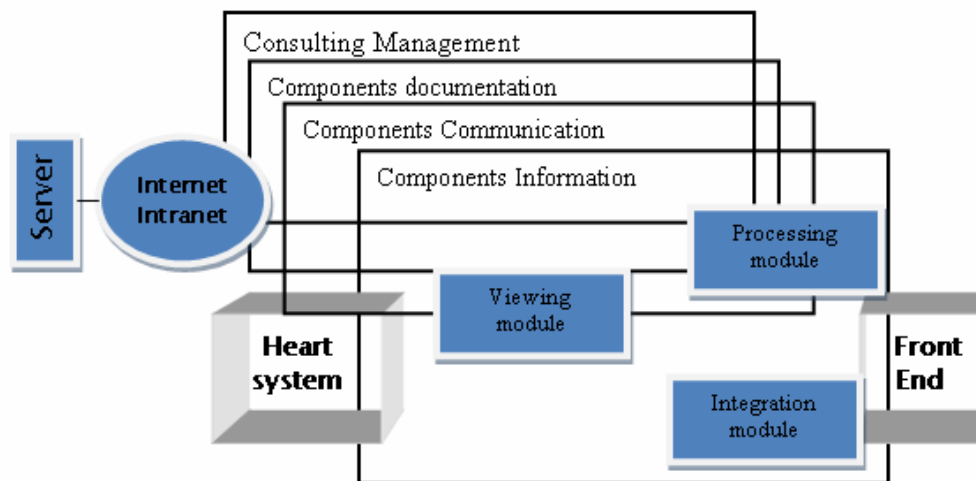 Consulting Management
Components documentation
Components Communication
Components Information
Server
Internet
Intranet
Processing
module
Viewing
module
Heart
system
Front
End
Integration
module